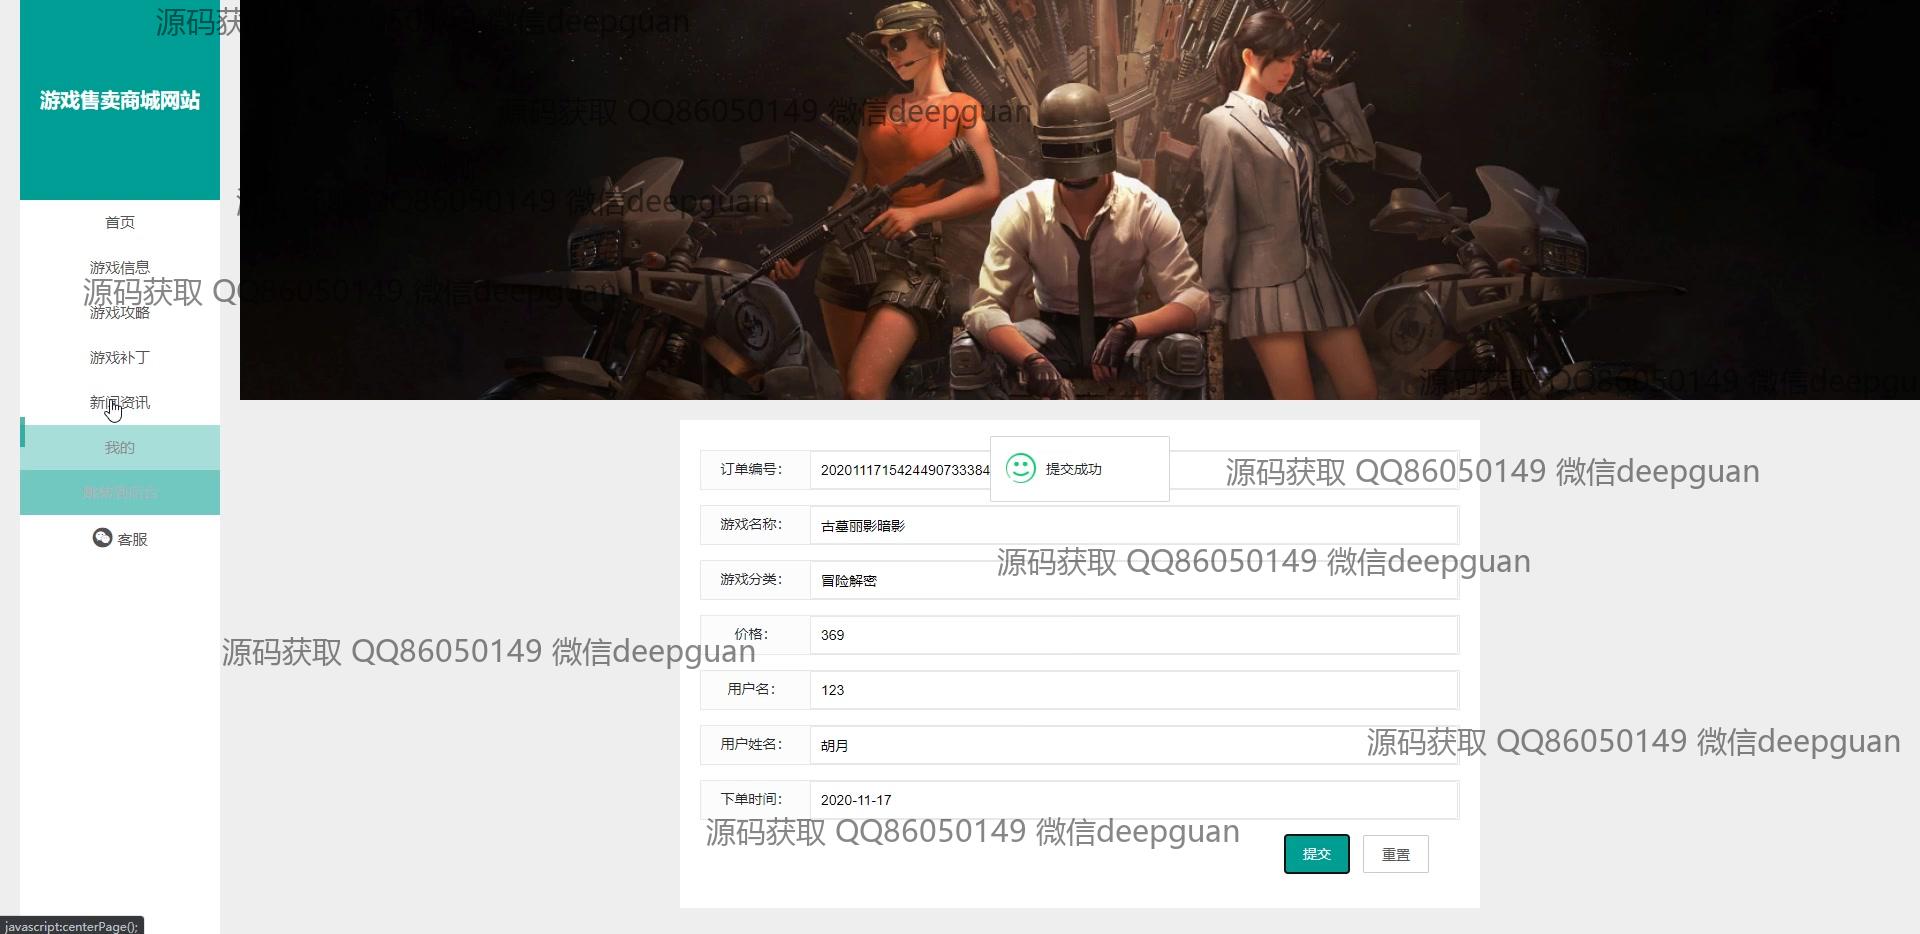 源码获取 QQ86050149 微信deepguan
游戏售卖商城网站
源码获取 QQ86050149 微信deepguan
源码获取 QQ86050149 微信deepguan
首页
游戏信息
源码获取 QQ86050149 微信deepguan
游戏攻略
游戏补丁
源码获取 QQ86050149 微信deepgu
新闻资讯
我的
跳转到后台
客服
提交成功
订单编号： 2020111715424490733384
源码获取 QQ86050149 微信deepguan
游戏名称： 古墓丽影暗影
源码获取 QQ86050149 微信deepguan
游戏分类： 冒险解密
价格： 369
源码获取 QQ86050149 微信deepguan
用户名： 123
用户姓名： 胡月
源码获取 QQ86050149 微信deepguan
下单时间： 2020-11-17
源码获取 QQ86050149 微信deepguan
提交 重置
javascript:centerPage();